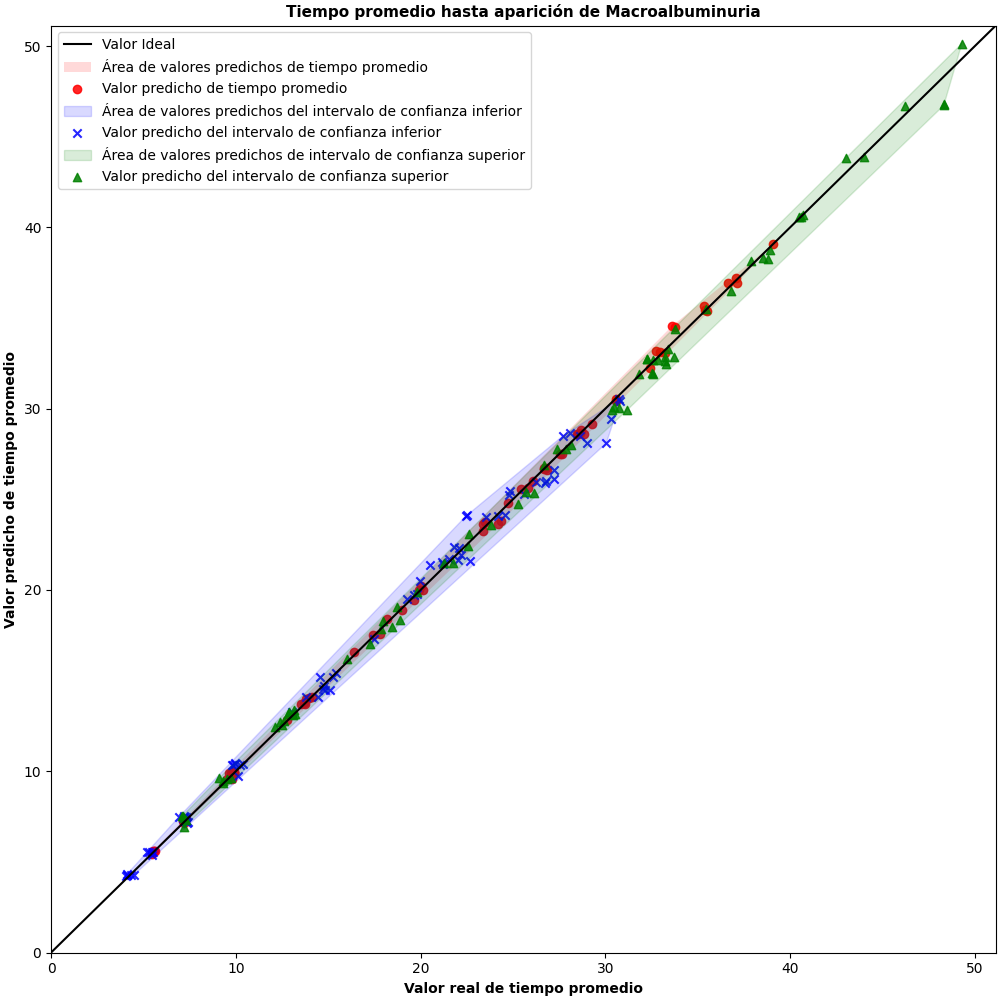 Tiempo promedio hasta aparición de Macroalbuminuria
Valor Ideal
Área de valores predichos de tiempo promedio
Valor predicho de tiempo promedio
Área de valores predichos del intervalo de confianza inferior
Valor predicho del intervalo de confianza inferior
Área de valores predichos de intervalo de confianza superior
Valor predicho del intervalo de confianza superior
Valor predicho de tiempo promedio
50
40
30
20
10
0
0 10 20 30 40 50
Valor real de tiempo promedio